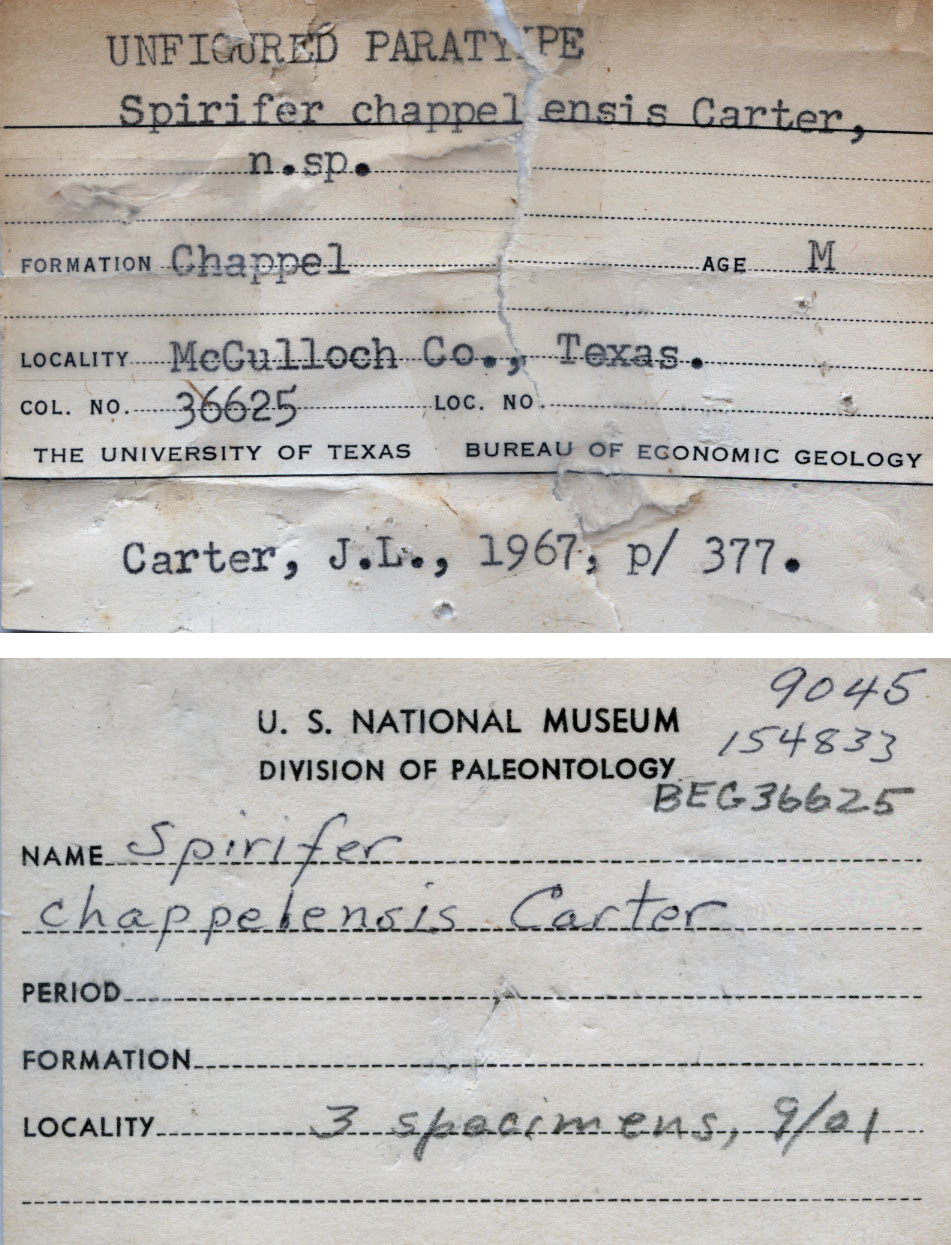 UNFIGURED PARATYPE
Spirifer chappelensis Carter,
n.sp.
FORMATION Chappel AGE M
LOCALITY McCulloch Co., Texas.
COL. NO. 36625 LOC. NO.
THE UNIVERSITY OF TEXAS BUREAU OF ECONOMIC GEOLOGY
Carter, J.L., 1967, p/ 377.
9045
U. S. NATIONAL MUSEUM
154833
DIVISION OF PALEONTOLOGY
BEG36625
NAME Spirifer
chappelensis Carter
PERIOD
FORMATION
LOCALITY 3 specimens, 9/01